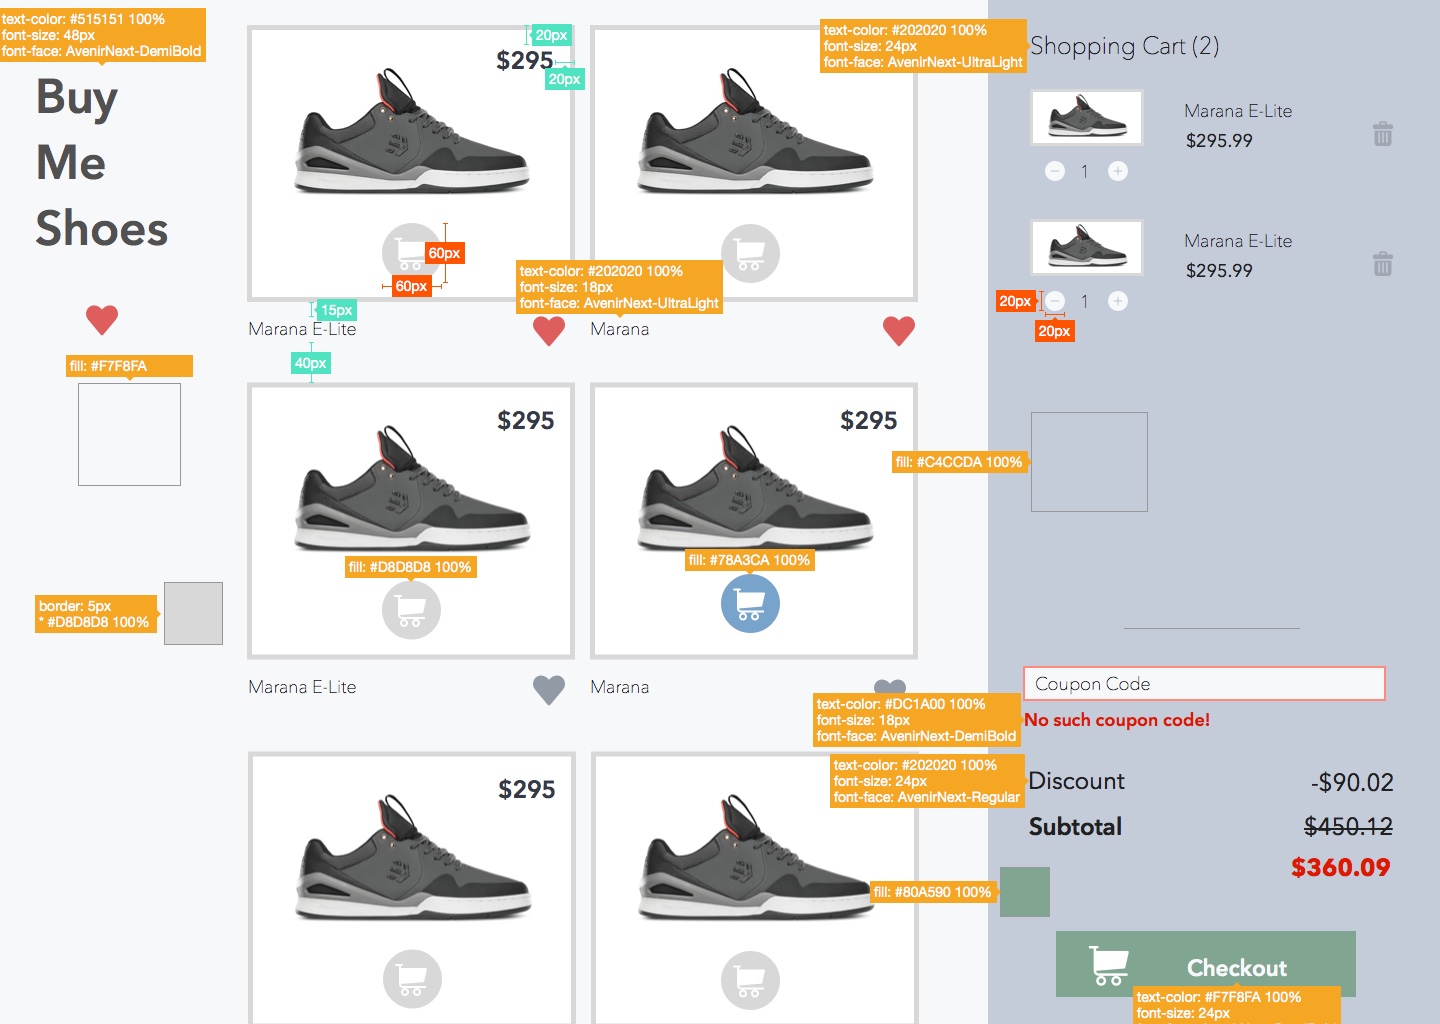 text-color: #515151 100%
font-size: 48px
font-face: AvenirNext-DemiBold
Buy
Me
Shoes
fill: #F7F8FA
border: 5px
* #D8D8D8 100%
20px
$295
20px
60px
60px
15px
Marana E-Lite
40px
text-color: #202020 100%
font-size: 18px
font-face: AvenirNext-UltraLight
Marana
$295
fill: #D8D8D8 100%
Marana E-Lite
$295
fill: #78A3CA 100%
Marana
$295
text-color: #202020 100%
font-size: 24px
font-face: AvenirNext-UltraLight
Shopping Cart (2)
Marana E-Lite
$295.99
1
Marana E-Lite
$295.99
20px
1
20px
fill: #C4CCDA 100%
Coupon Code
text-color: #DC1A00 100%
font-size: 18px
font-face: AvenirNext-DemiBold
No such coupon code!
text-color: #202020 100%
font-size: 24px
font-face: AvenirNext-Regular
Discount -$90.02
Subtotal $450.12
$360.09
fill: #80A590 100%
Checkout
text-color: #F7F8FA 100%
font-size: 24px